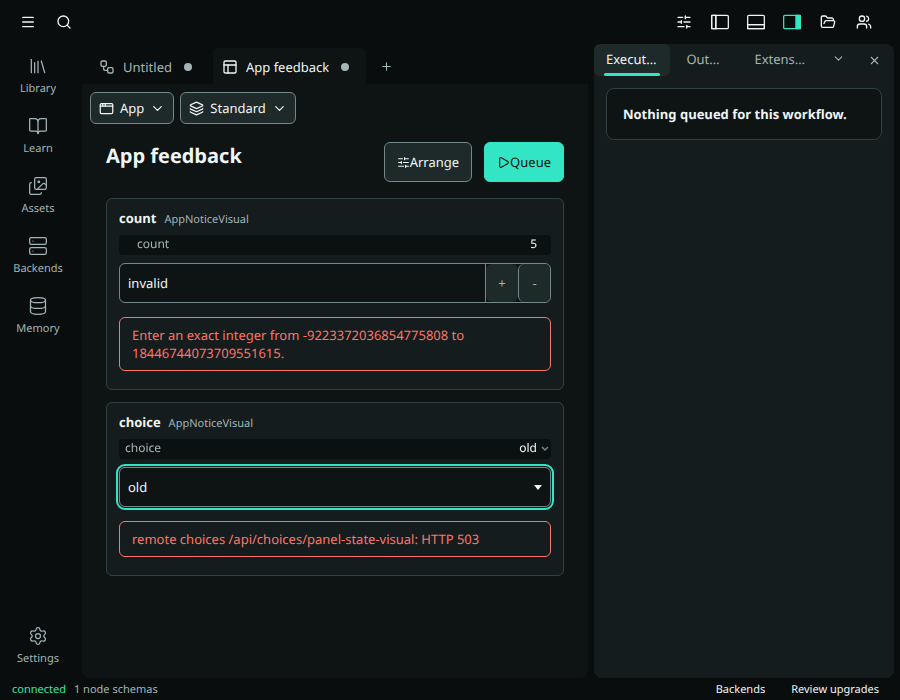 Library
Learn
Assets
Backends
Memory
Settings
Untitled
App feedback
+
App
Standard
App feedback
Arrange
Queue
count AppNoticeVisual
count 5
invalid + -
Enter an exact integer from -9223372036854775808 to
18446744073709551615.
choice AppNoticeVisual
choice old
old
remote choices /api/choices/panel-state-visual: HTTP 503
Execut...
Out...
Extens...
Nothing queued for this workflow.
connected 1 node schemas
Backends
Review upgrades